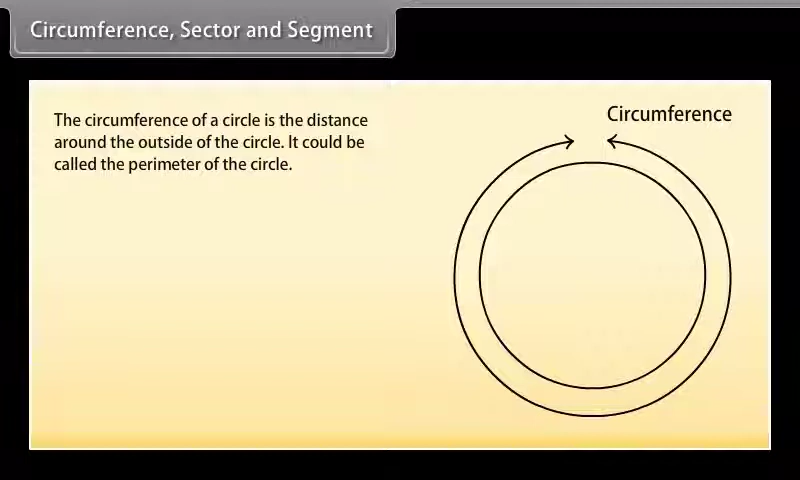 Circumference, Sector and Segment
The circumference of a circle is the distance
around the outside of the circle. It could be
called the perimeter of the circle.
Circumference